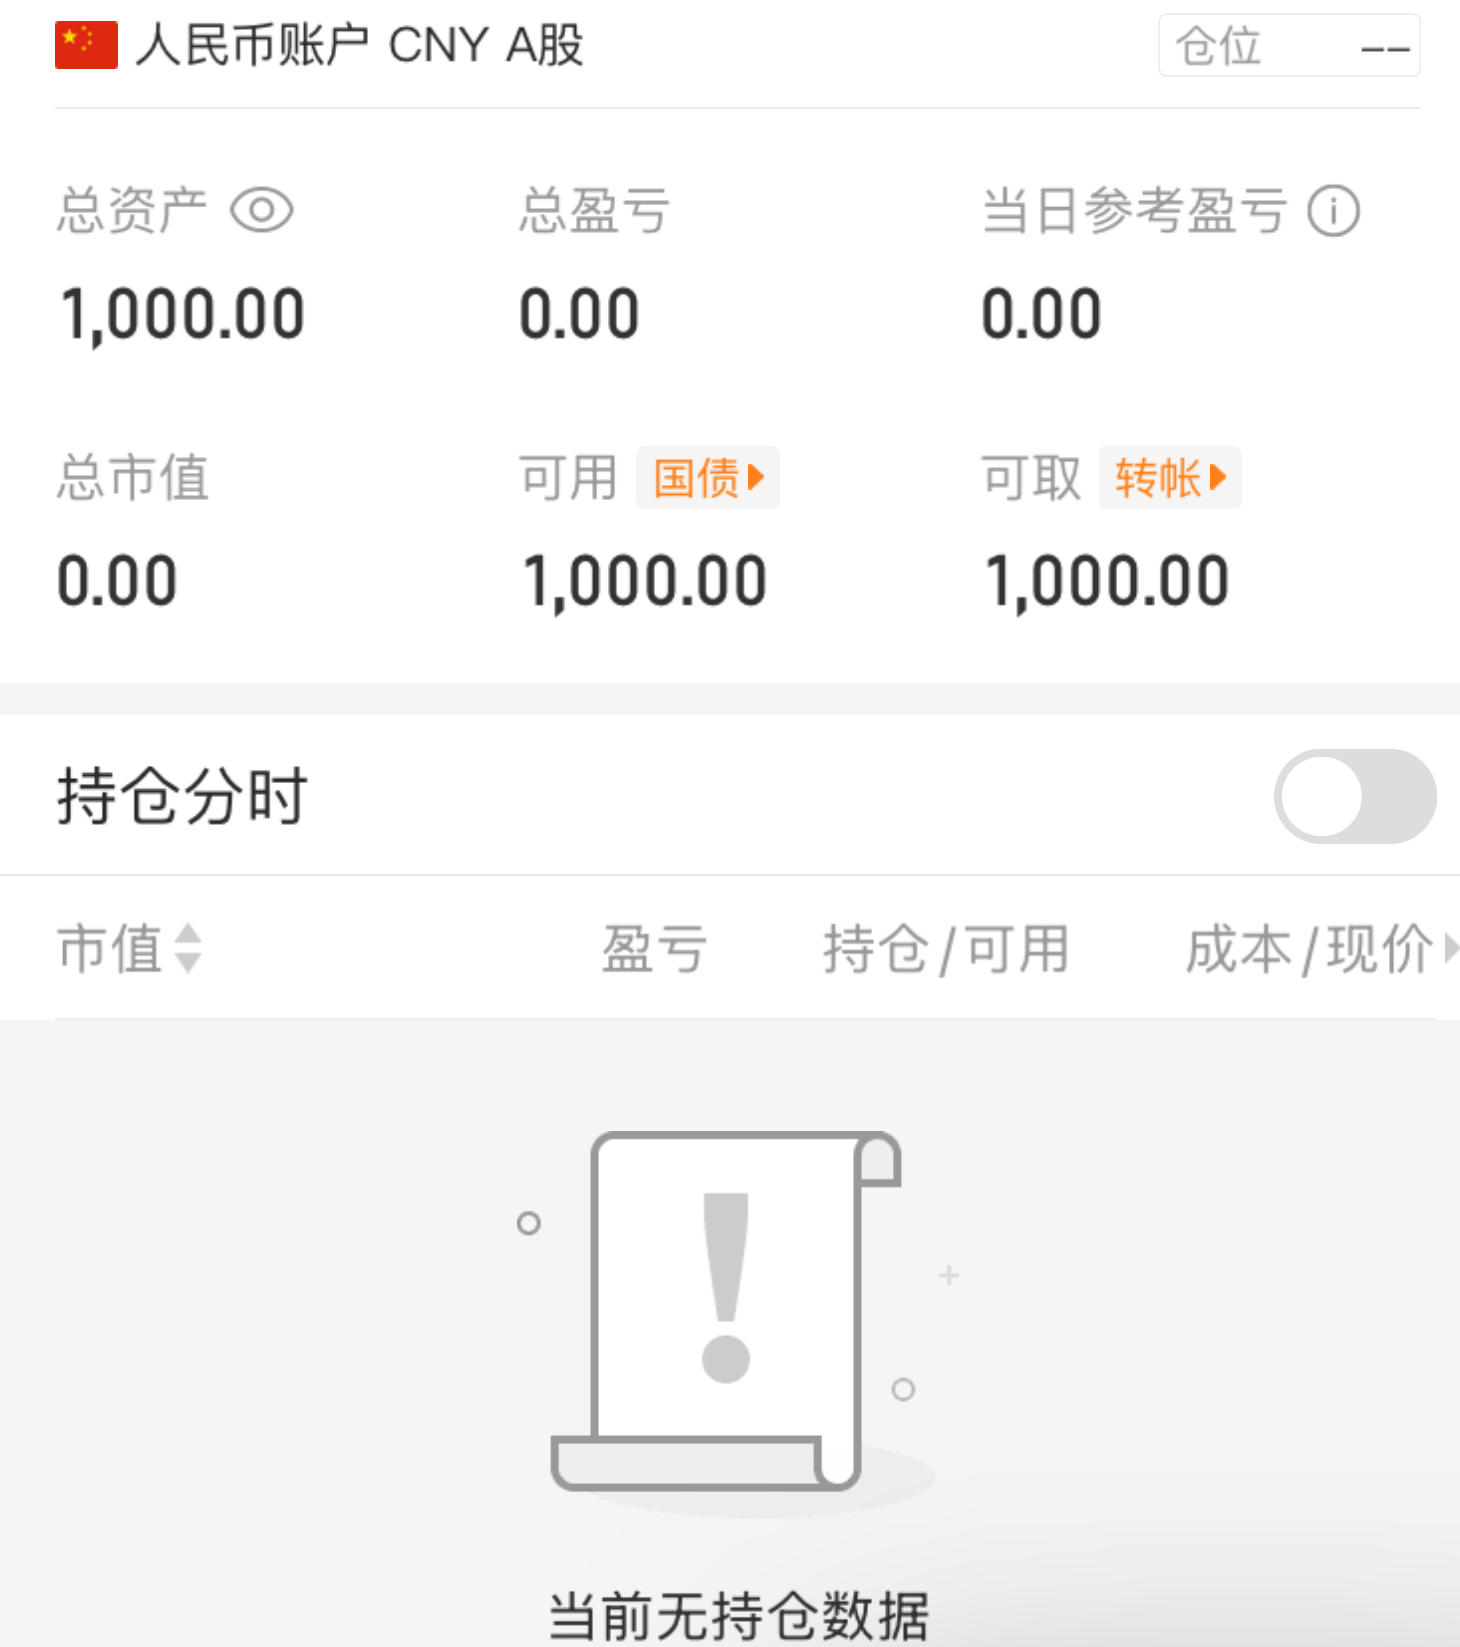 人民币账户 CNY A股 仓位 --
总资产 总盈亏 当日参考盈亏
1,000.00 0.00 0.00
总市值 可用 国债 可取 转帐
0.00 1,000.00 1,000.00
持仓分时
市值 盈亏 持仓/可用 成本/现价
当前无持仓数据